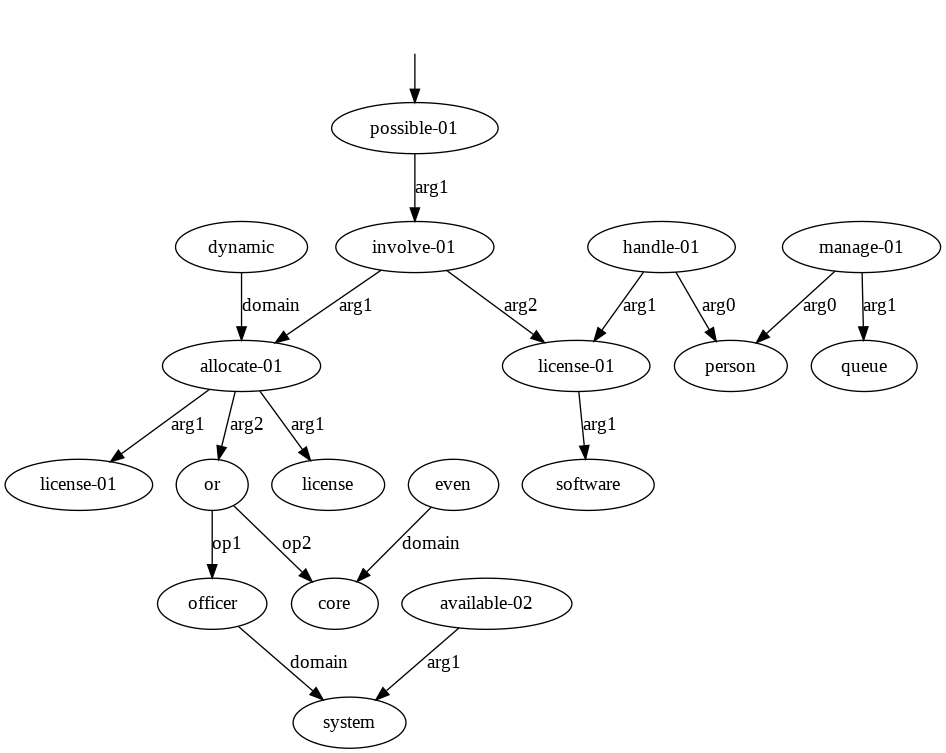 possible-01
arg1
dynamic involve-01 handle-01 manage-01
domain arg1 arg2 arg1 arg0 arg0 arg1
allocate-01 license-01 person queue
arg1 arg2 arg1 arg1
license-01 or license even software
op1 op2 domain
officer core available-02
domain arg1
system